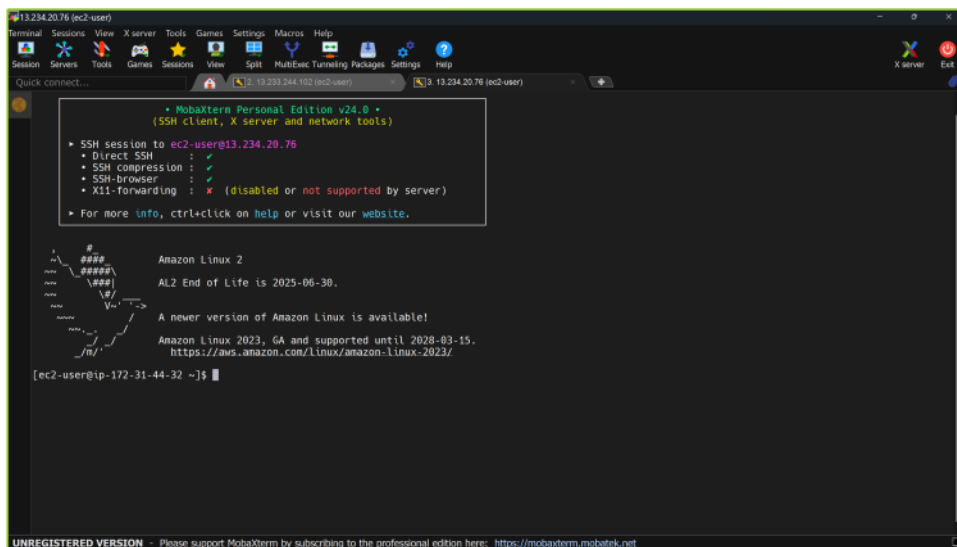 13.234.20.76 (ec2-user)
Terminal Sessions View X server Tools Games Settings Macros Help
Session Servers Tools Games Sessions View Split MultiExec Tunneling Packages Settings Help X server Exit
Quick connect... 2. 13.233.244.102 (ec2-user) 3. 13.234.20.76 (ec2-user)
• MobaXterm Personal Edition v24.0 •
(SSH client, X server and network tools)
➤ SSH session to ec2-user@13.234.20.76
• Direct SSH : ✔
• SSH compression : ✔
• SSH-browser : ✔
• X11-forwarding : ✘ (disabled or not supported by server)
➤ For more info, ctrl+click on help or visit our website.
,     #_
~\_  ####_        Amazon Linux 2
~~  \_#####\
~~     \###|       AL2 End of Life is 2025-06-30.
~~       \#/ ___
~~       V~' '->
~~~         /    A newer version of Amazon Linux is available!
~~._.   _/
_/ _/       Amazon Linux 2023, GA and supported until 2028-03-15.
_/m/'           https://aws.amazon.com/linux/amazon-linux-2023/
[ec2-user@ip-172-31-44-32 ~]$
UNREGISTERED VERSION - Please support MobaXterm by subscribing to the professional edition here: https://mobaxterm.mobatek.net